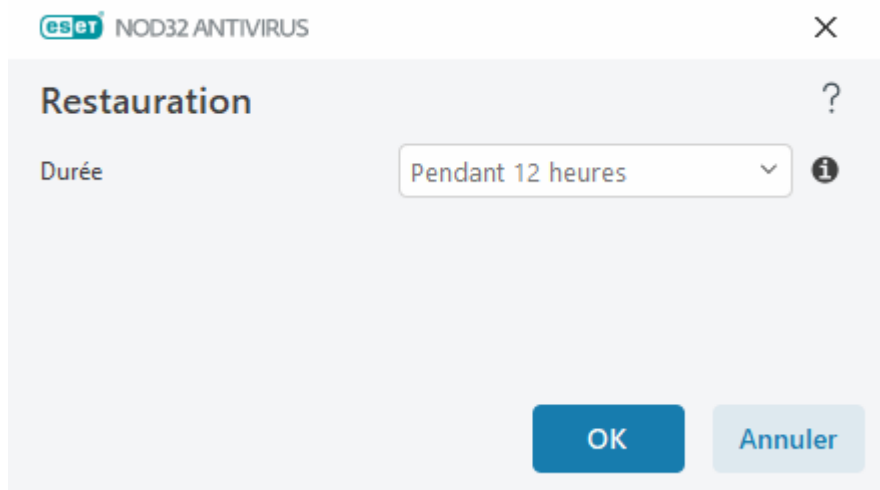 eset NOD32 ANTIVIRUS
Restauration
?
Durée
Pendant 12 heures
OK
Annuler